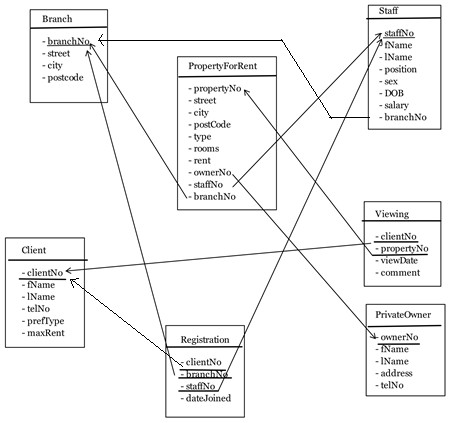 Branch
- branchNo
- street
- city
- postcode
Staff
- staffNo
- fName
- lName
- position
- sex
- DOB
- salary
- branchNo
PropertyForRent
- propertyNo
- street
- city
- postCode
- type
- rooms
- rent
- ownerNo
- staffNo
- branchNo
Viewing
- clientNo
- propertyNo
- viewDate
- comment
Client
- clientNo
- fName
- lName
- telNo
- prefType
- maxRent
PrivateOwner
- ownerNo
- fName
- lName
- address
- telNo
Registration
- clientNo
- branchNo
- staffNo
- dateJoined